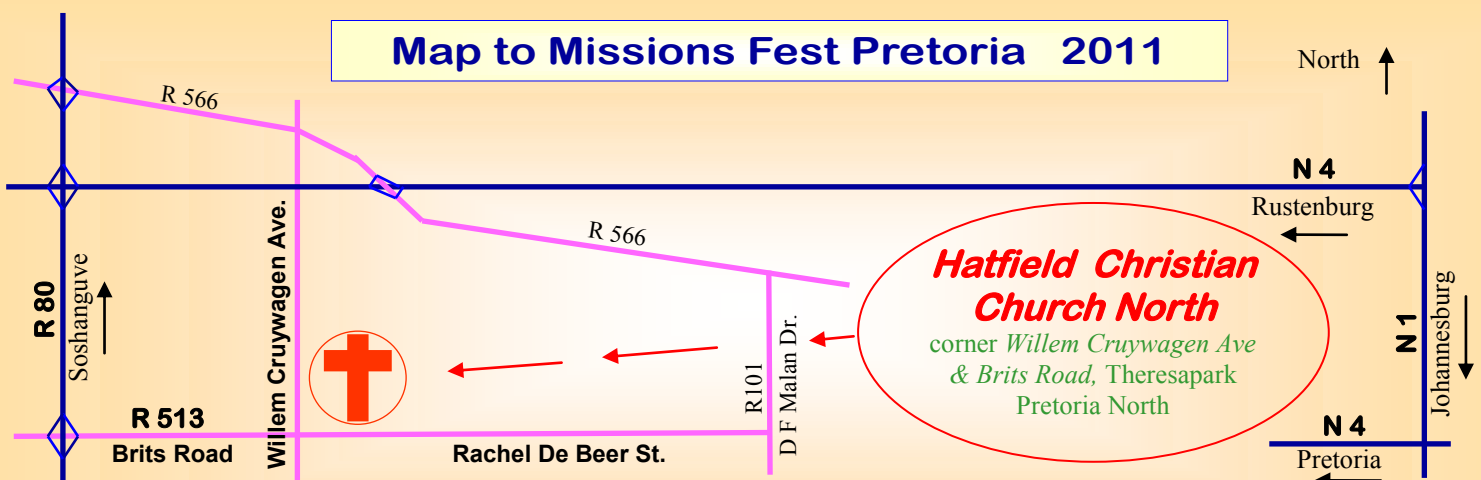 Map to Missions Fest Pretoria 2011
North
R 566
N 4
Rustenburg
Willem Cruywagen Ave.
R 566
Hatfield Christian
Church North
corner Willem Cruywagen Ave
& Brits Road, Theresapark
Pretoria North
R 80
Soshanguve
R101
D F Malan Dr.
N 1
Johannesburg
R 513
Brits Road
Rachel De Beer St.
N 4
Pretoria